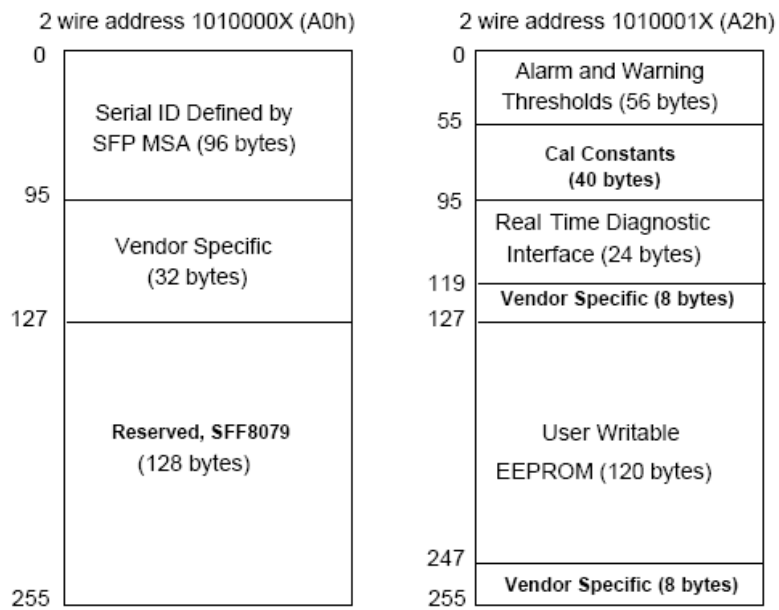 2 wire address 1010000X (A0h)
0
Serial ID Defined by
SFP MSA (96 bytes)
95
Vendor Specific
(32 bytes)
127
Reserved, SFF8079
(128 bytes)
255
2 wire address 1010001X (A2h)
0
Alarm and Warning
Thresholds (56 bytes)
55
Cal Constants
(40 bytes)
95
Real Time Diagnostic
Interface (24 bytes)
119
Vendor Specific (8 bytes)
127
User Writable
EEPROM (120 bytes)
247
Vendor Specific (8 bytes)
255